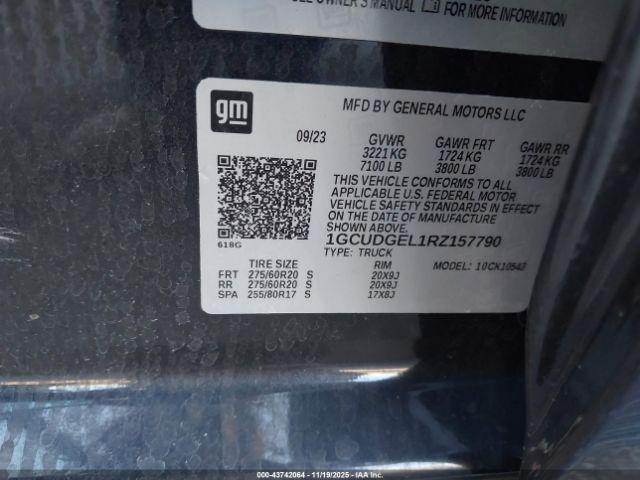 OWNER'S MANUAL FOR MORE INFORMATION
gm
MFD BY GENERAL MOTORS LLC
09/23 GVWR GAWR FRT GAWR RR
3221 KG 1724 KG 1724 KG
7100 LB 3800 LB 3800 LB
THIS VEHICLE CONFORMS TO ALL
APPLICABLE U.S. FEDERAL MOTOR
VEHICLE SAFETY STANDARDS IN EFFECT
ON THE DATE OF MANUFACTURE
SHOWN ABOVE.
618G
1GCUDGEL1RZ157790
TYPE: TRUCK
TIRE SIZE RIM MODEL: 10CK10543
FRT 275/60R20 S 20X9J
RR 275/60R20 S 20X9J
SPA 255/80R17 S 17X8J
00-43742064 | 11/19/2025 | IAAHOLDINGS, LLC